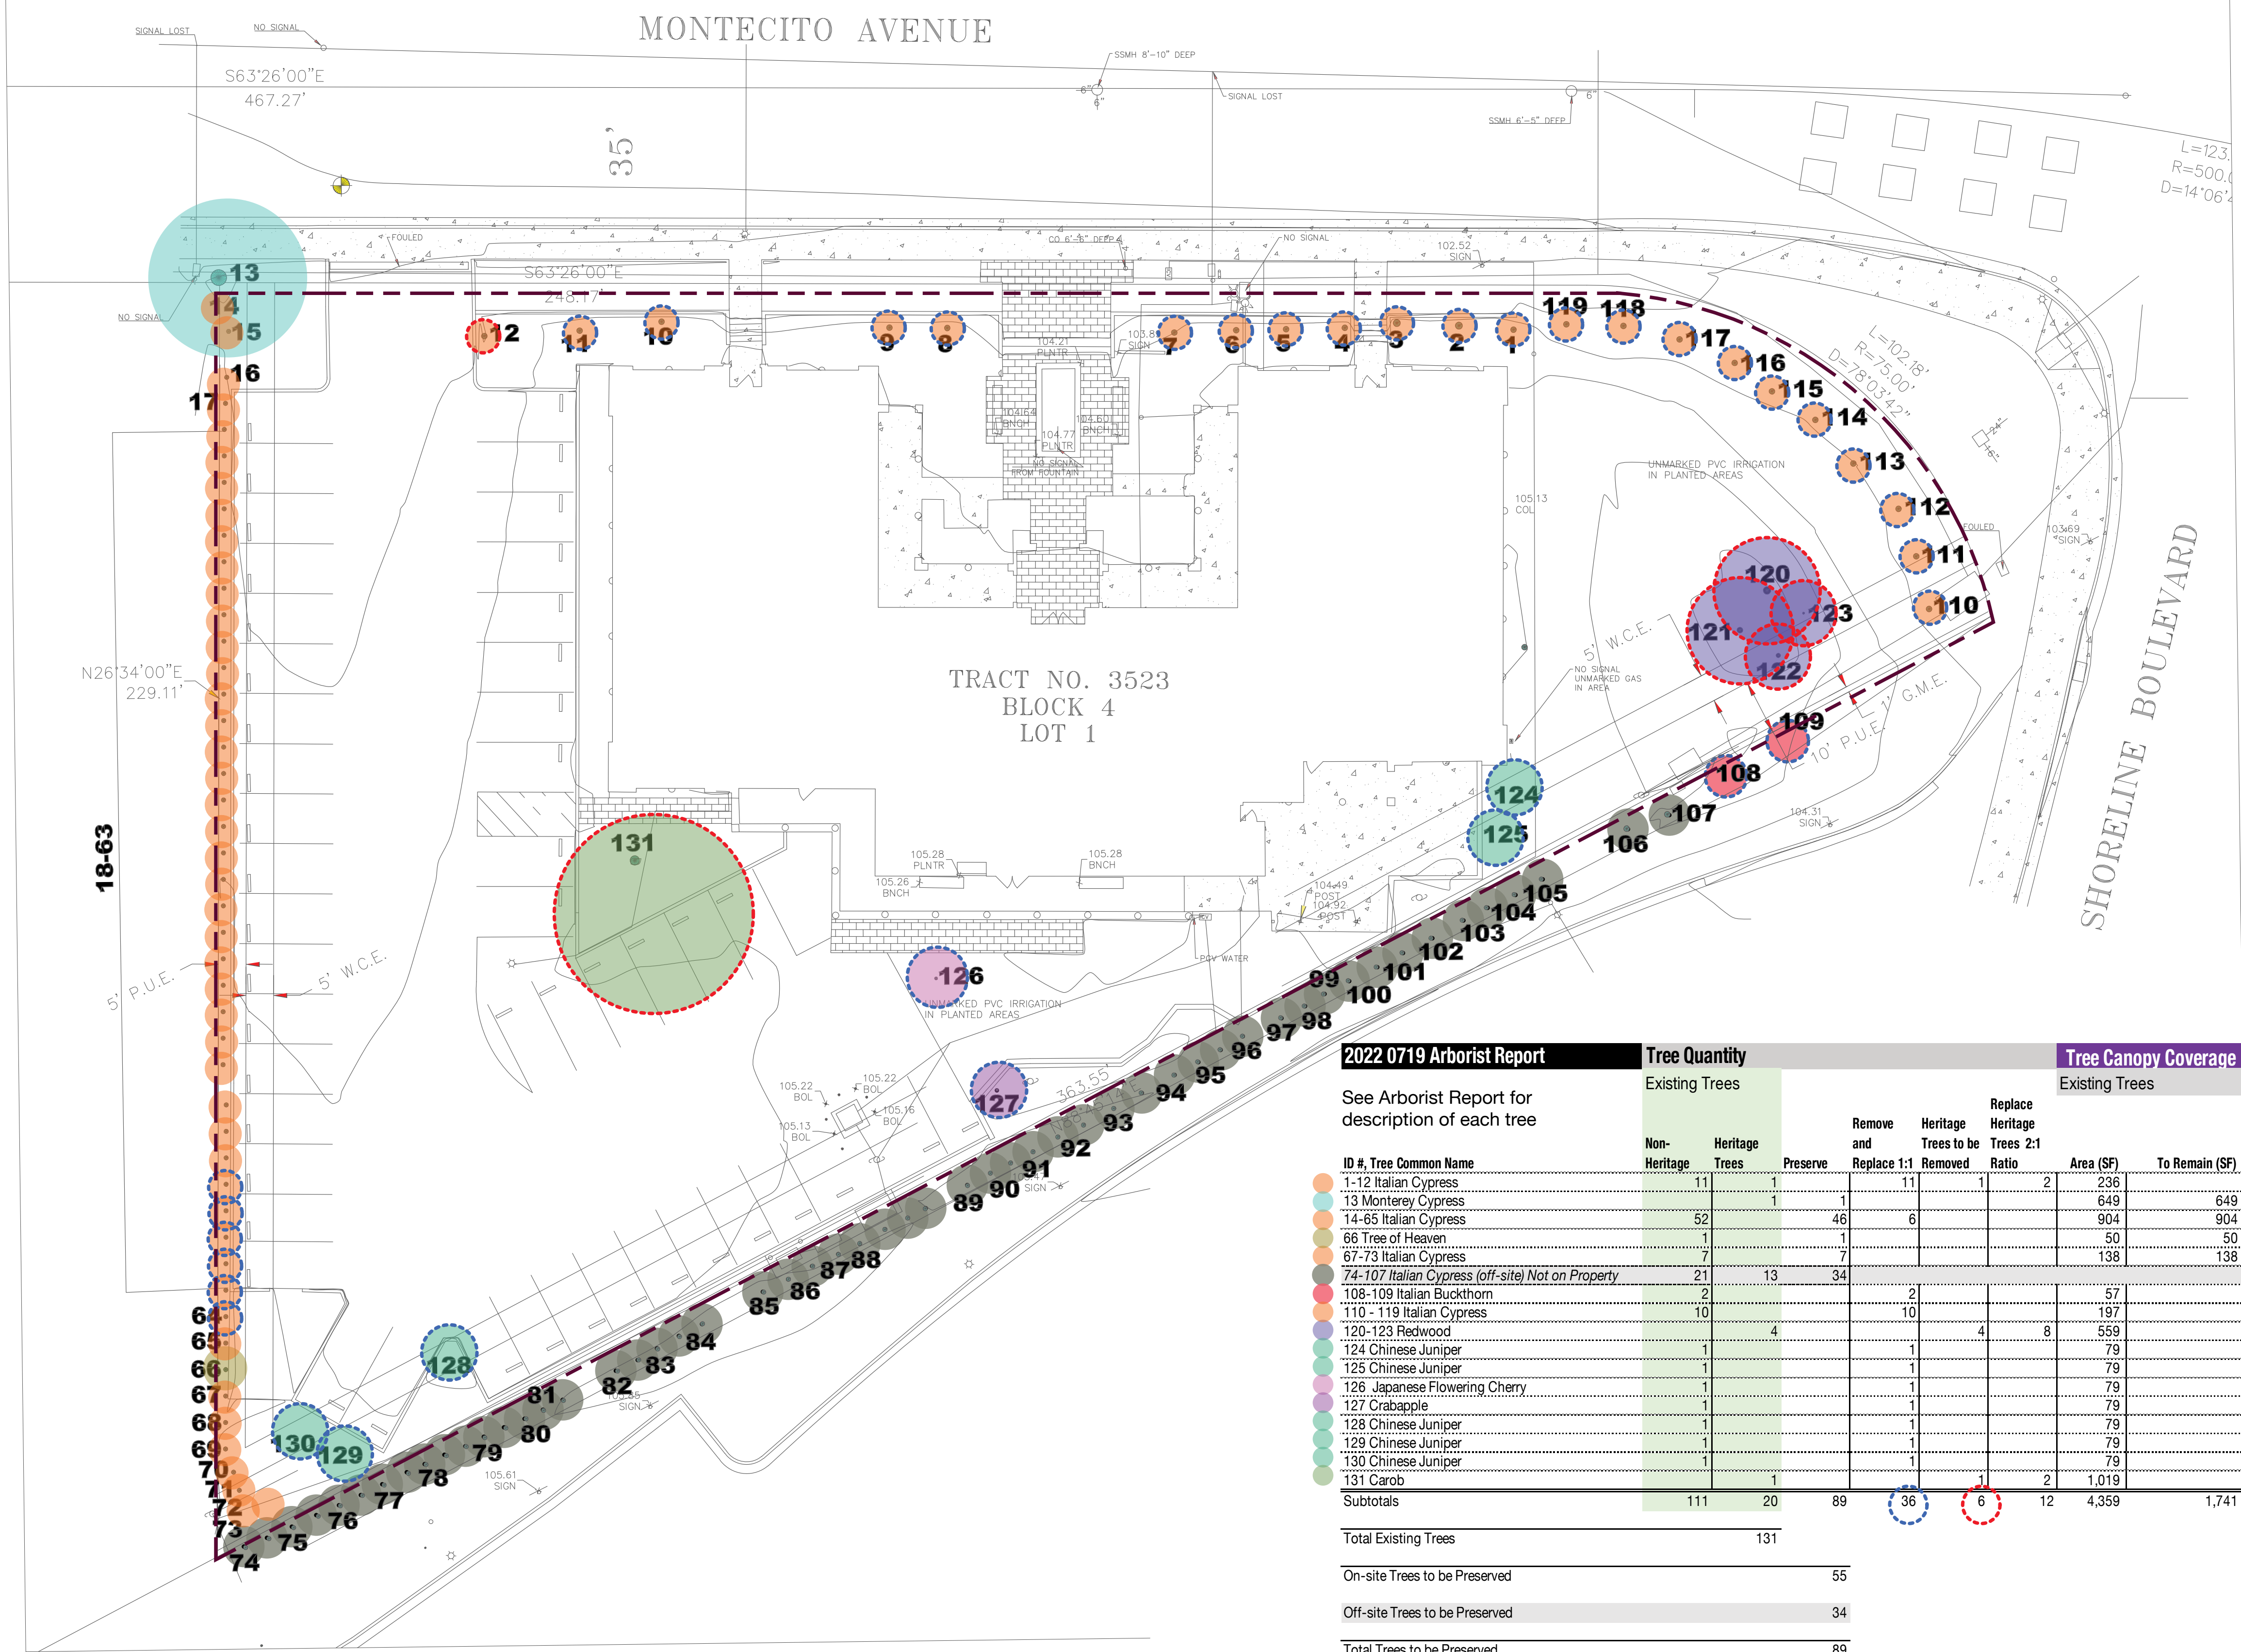 MONTECITO AVENUE
SIGNAL LOST
NO SIGNAL
SSMH 8'-10" DEEP
S63°26'00"E
467.27'
6"
6"
SIGNAL LOST
6"
SSMH 6'-5" DEEP
35'
L=123.
R=500.0
D=14°06'4
FOULED
CO 6'-6" DEEP
NO SIGNAL
102.52
SIGN
13
S63°26'00"E
248.17'
14
15
NO SIGNAL
12
11
10
9
8
7
6
5
4
3
2
1
119
118
117
116
115
114
113
112
111
110
103.8
SIGN
104.21
PLNTR
L=102.18'
R=75.00'
D=78°03'42"
16
17
104.64
BNCH
104.60
BNCH
104.77
PLNTR
NO SIGNAL
FROM FOUNTAIN
24"
16"
UNMARKED PVC IRRIGATION
IN PLANTED AREAS
105.13
COL
FOULED
103.69
SIGN
SHORELINE BOULEVARD
120
121
123
122
5' W.C.E.
NO SIGNAL
UNMARKED GAS
IN AREA
1' G.M.E.
10' P.U.E.
N26°34'00"E
229.11'
TRACT NO. 3523
BLOCK 4
LOT 1
109
108
107
106
104.31
SIGN
124
125
18-63
131
105.28
PLNTR
105.28
BNCH
105.26
BNCH
104.49
POST
104.92
POST
105
104
103
102
101
100
99
98
97
96
95
94
93
92
91
90
89
88
87
86
85
84
83
82
81
80
79
78
77
76
75
74
PGV WATER
126
UNMARKED PVC IRRIGATION
IN PLANTED AREAS
5' P.U.E.
5' W.C.E.
127
363.55'
105.22
BOL
105.22
BOL
105.16
BOL
105.13
BOL
SIGN
SIGN
105.61
SIGN
64
65
66
67
68
69
70
71
72
73
128
130
129
2022 0719 Arborist Report Tree Quantity Tree Canopy Coverage
See Arborist Report for
description of each tree
Existing Trees Existing Trees
ID #, Tree Common Name Non-Heritage Heritage Trees Preserve Remove and Replace 1:1 Heritage Trees to be Removed Replace Heritage Trees 2:1 Ratio Area (SF) To Remain (SF)
1-12 Italian Cypress 11 1 11 1 2 236
13 Monterey Cypress 1 1 649 649
14-65 Italian Cypress 52 46 6 904 904
66 Tree of Heaven 1 1 50 50
67-73 Italian Cypress 7 7 138 138
74-107 Italian Cypress (off-site) Not on Property 21 13 34
108-109 Italian Buckthorn 2 2 57
110 - 119 Italian Cypress 10 10 197
120-123 Redwood 4 4 8 559
124 Chinese Juniper 1 1 79
125 Chinese Juniper 1 1 79
126 Japanese Flowering Cherry 1 1 79
127 Crabapple 1 1 79
128 Chinese Juniper 1 1 79
129 Chinese Juniper 1 1 79
130 Chinese Juniper 1 1 79
131 Carob 1 1 2 1,019
Subtotals 111 20 89 36 6 12 4,359 1,741
Total Existing Trees 131
On-site Trees to be Preserved 55
Off-site Trees to be Preserved 34
Total Trees to be Preserved 89